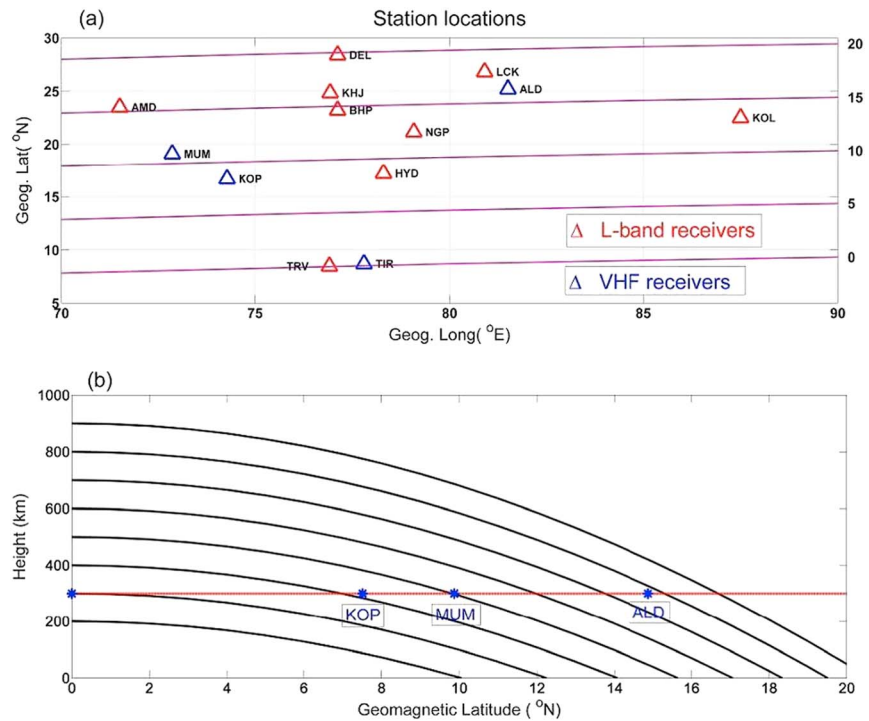 (a)
Station locations
30
20
DEL
LCK
25
KHJ
ALD
AMD
BHP
15
KOL
NGP
20
MUM
10
KOP
HYD
15
5
Δ L-band receivers
10
TRV
TIR
0
Δ VHF receivers
5
70
75
80
85
90
Geog. Lat( °N)
Geog. Long( °E)
(b)
1000
800
600
400
200
0
KOP
MUM
ALD
0
2
4
6
8
10
12
14
16
18
20
Height (km)
Geomagnetic Latitude ( °N)